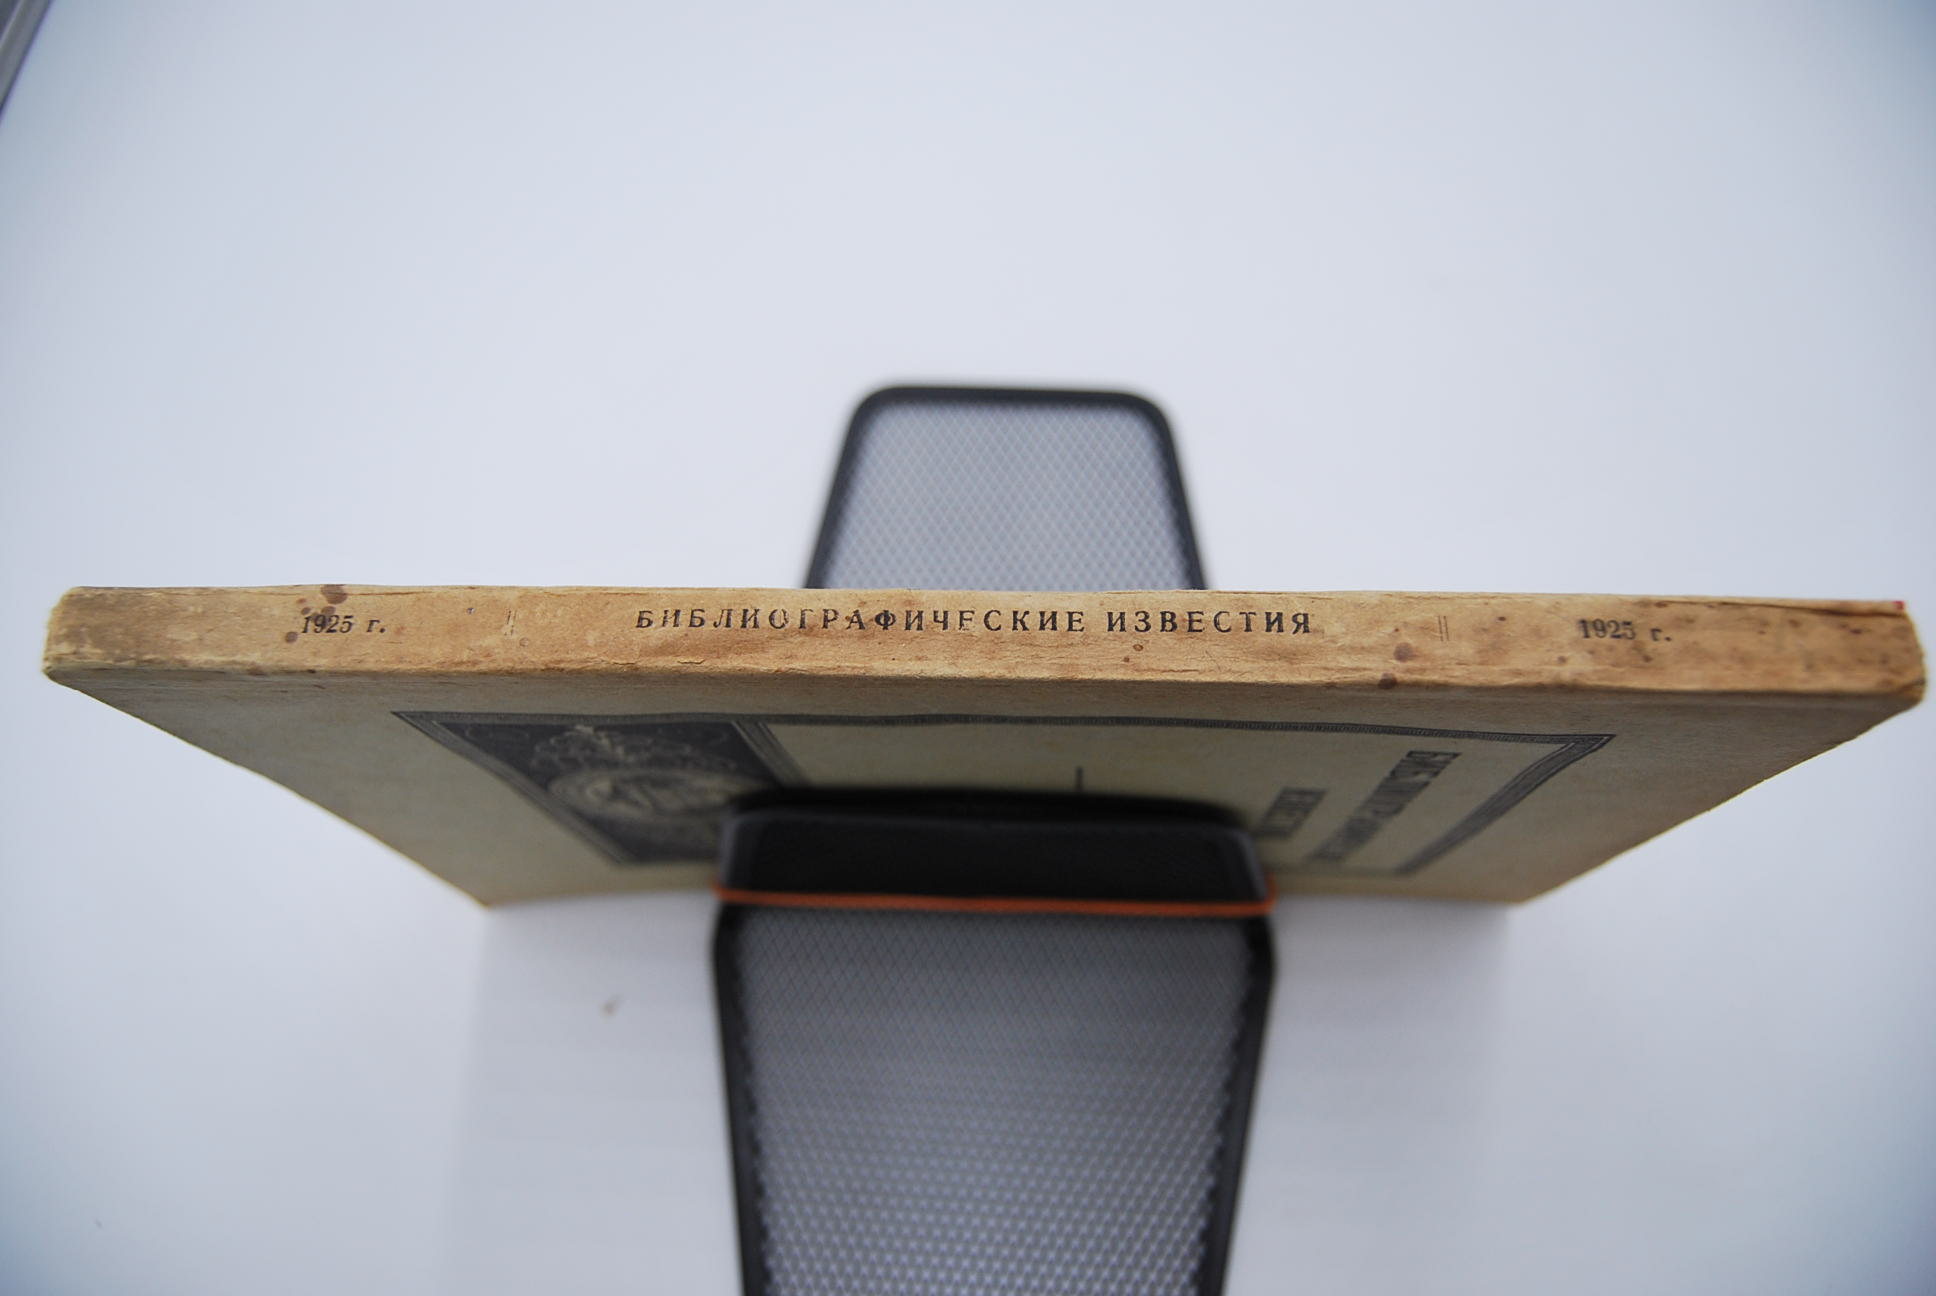 1925 г. БИБЛИОГРАФИЧЕСКИЕ ИЗВЕСТИЯ 1925 г.